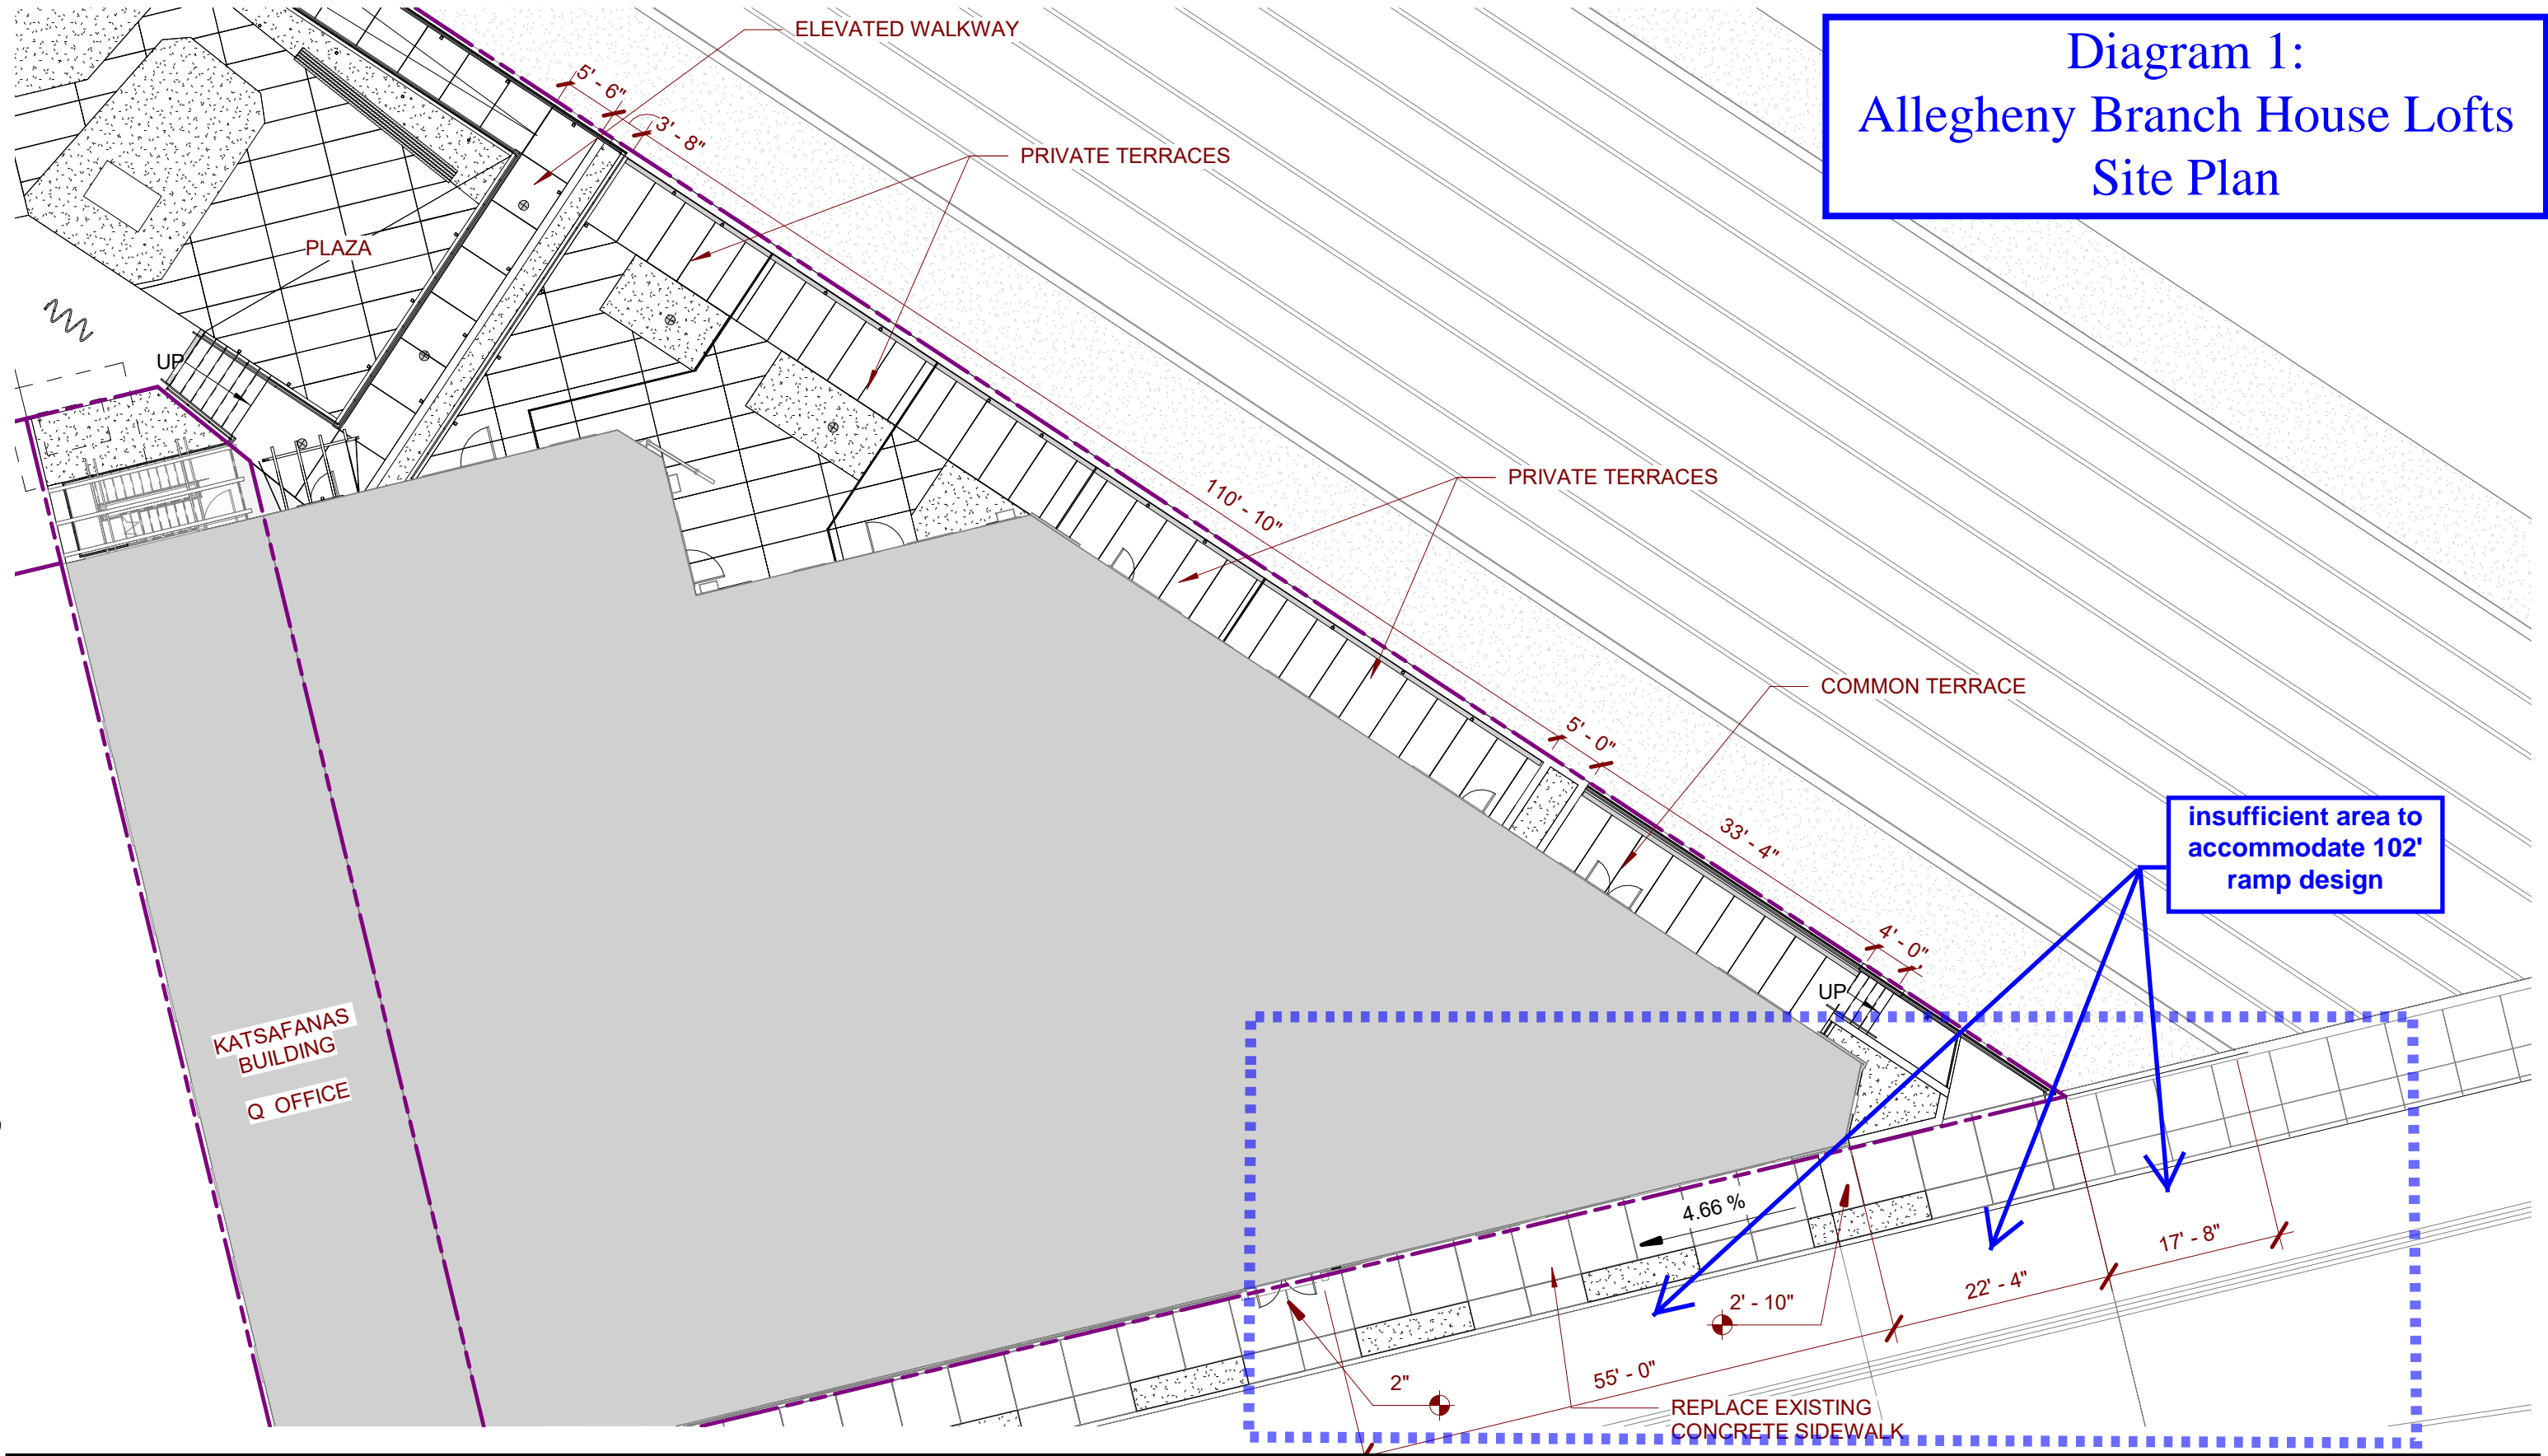 Diagram 1:
Allegheny Branch House Lofts
Site Plan
ELEVATED WALKWAY
5' - 6"
3' - 8"
PRIVATE TERRACES
PLAZA
UP
110' - 10"
PRIVATE TERRACES
COMMON TERRACE
5' - 0"
33' - 4"
insufficient area to
accommodate 102'
ramp design
4' - 0"
UP
KATSAFANAS
BUILDING
Q OFFICE
4.66 %
17' - 8"
22' - 4"
2' - 10"
55' - 0"
2"
REPLACE EXISTING
CONCRETE SIDEWALK